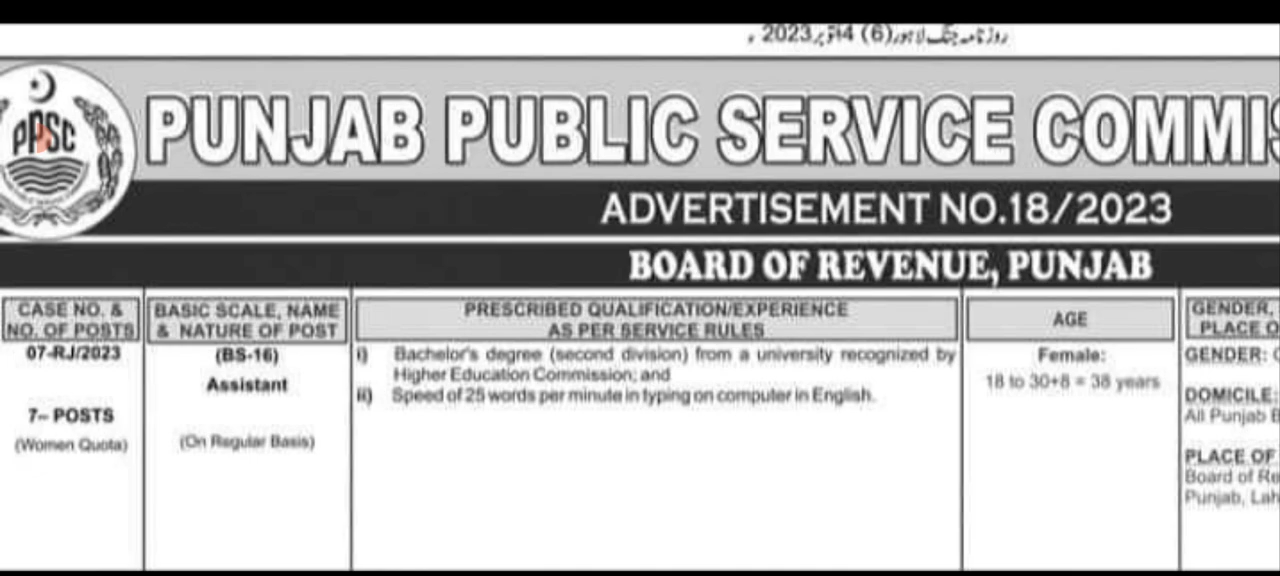 روزنامہ جنگ لاہور (6) 4 اکتوبر 2023ء
PPSC
PUNJAB PUBLIC SERVICE COMMIS
ADVERTISEMENT NO.18/2023
BOARD OF REVENUE, PUNJAB
CASE NO. &
NO. OF POSTS
BASIC SCALE, NAME
& NATURE OF POST
PRESCRIBED QUALIFICATION/EXPERIENCE
AS PER SERVICE RULES
AGE
GENDER,
PLACE O
07-RJ/2023
7– POSTS
(Women Quota)
(BS-16)
Assistant
(On Regular Basis)
i) Bachelor's degree (second division) from a university recognized by
Higher Education Commission; and
ii) Speed of 25 words per minute in typing on computer in English.
Female:
18 to 30+8 = 38 years
GENDER:
DOMICILE:
All Punjab B
PLACE OF
Board of Re
Punjab, Lah